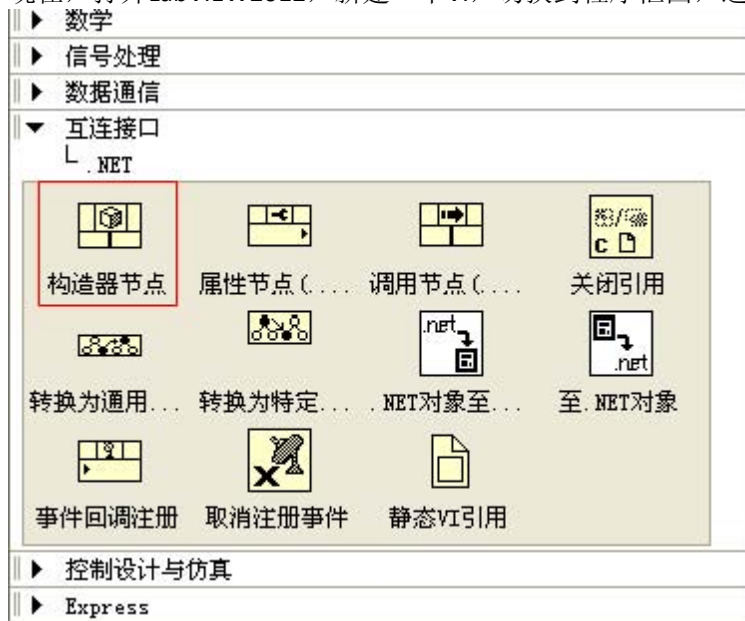 数学
信号处理
数据通信
互连接口
.NET
构造器节点
属性节点(....
调用节点(....
关闭引用
转换为通用...
转换为特定...
.NET对象至...
至.NET对象
事件回调注册
取消注册事件
静态VI引用
控制设计与仿真
Express